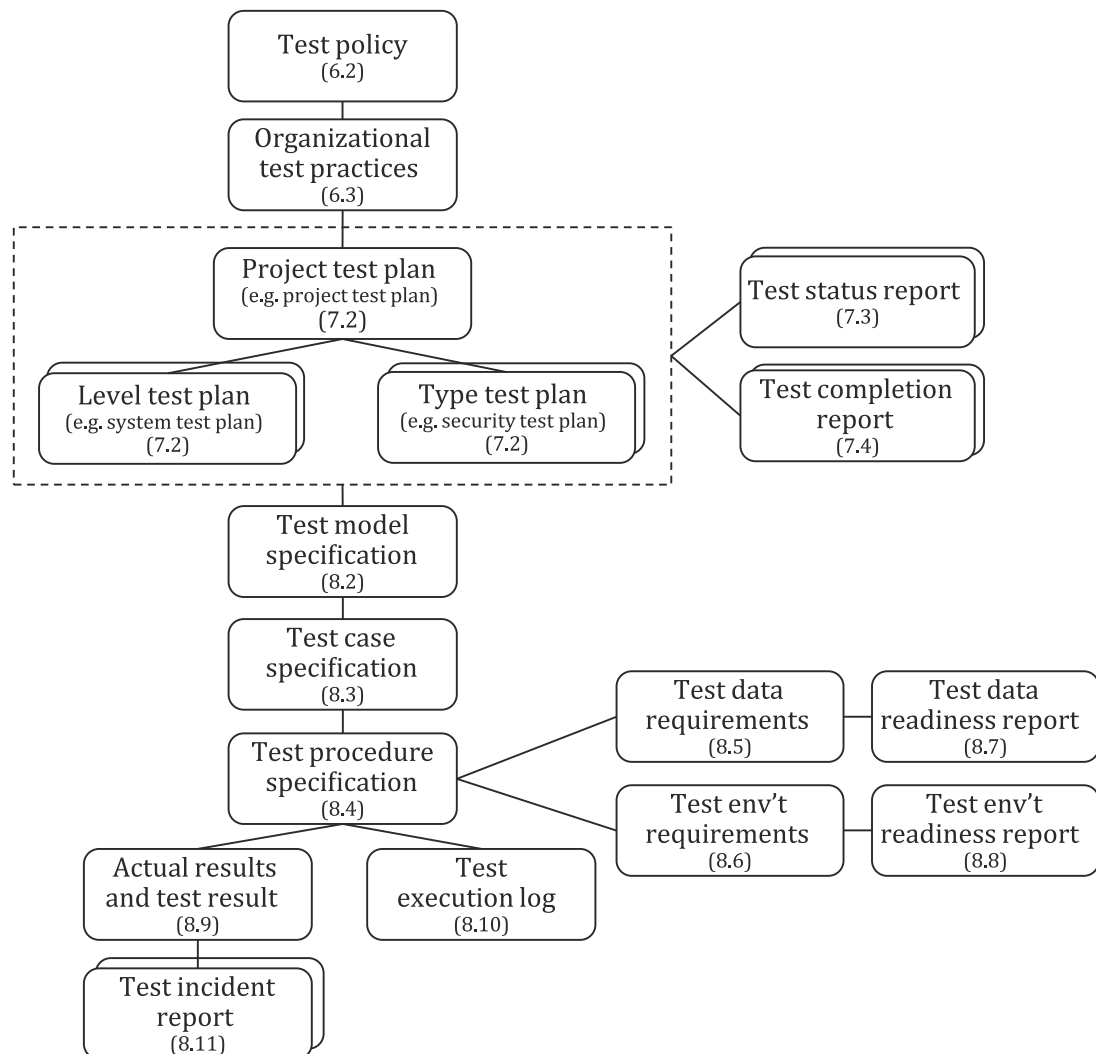 Test policy
(6.2)
Organizational
test practices
(6.3)
Project test plan
(e.g. project test plan)
(7.2)
Level test plan
(e.g. system test plan)
(7.2)
Type test plan
(e.g. security test plan)
(7.2)
Test status report
(7.3)
Test completion
report
(7.4)
Test model
specification
(8.2)
Test case
specification
(8.3)
Test procedure
specification
(8.4)
Test data
requirements
(8.5)
Test data
readiness report
(8.7)
Test env’t
requirements
(8.6)
Test env’t
readiness report
(8.8)
Actual results
and test result
(8.9)
Test
execution log
(8.10)
Test incident
report
(8.11)